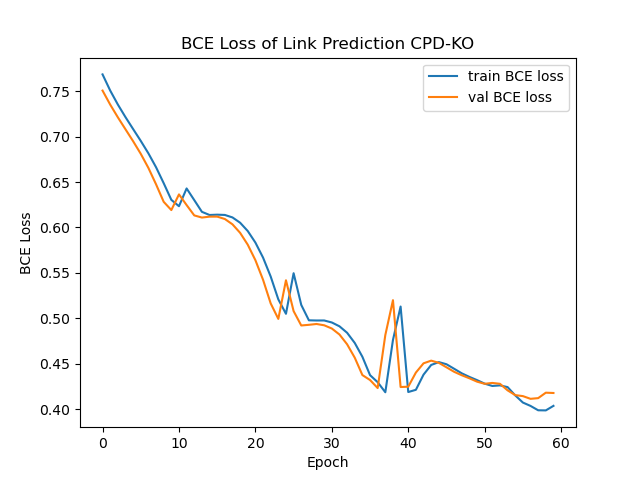 BCE Loss of Link Prediction CPD-KO
train BCE loss
val BCE loss
BCE Loss
0.75
0.70
0.65
0.60
0.55
0.50
0.45
0.40
0 10 20 30 40 50 60
Epoch